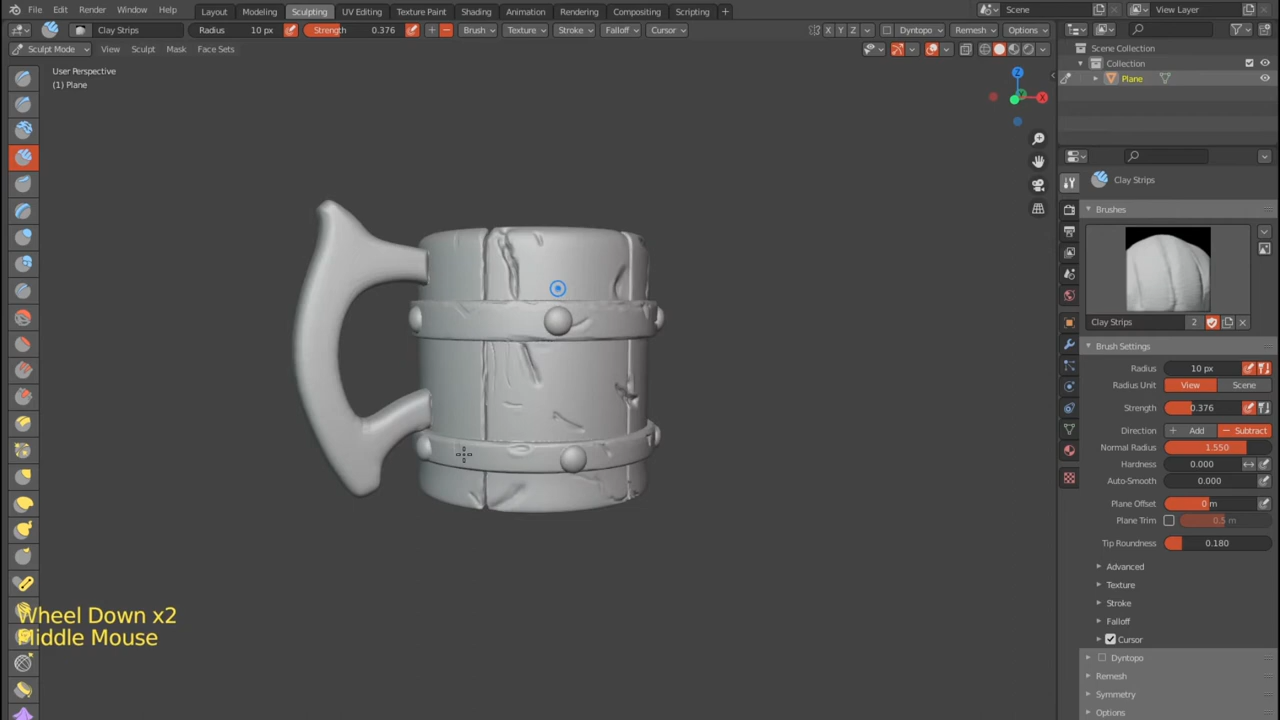 File Edit Render Window Help Layout Modeling Sculpting UV Editing Texture Paint Shading Animation Rendering Compositing Scripting + Scene View Layer
Clay Strips Radius 10 px Strength 0.376 + − Brush Texture Stroke Falloff Cursor X Y Z Dyntopo Remesh Options
Sculpt Mode View Sculpt Mask Face Sets
Scene Collection
Collection
Plane
User Perspective
(1) Plane
Z
X
Y
Clay Strips
Brushes
Clay Strips 2
Brush Settings
Radius 10 px
Radius Unit View Scene
Strength 0.376
Direction + Add − Subtract
Normal Radius 1.550
Hardness 0.000
Auto-Smooth 0.000
Plane Offset 0 m
Plane Trim 0.5 m
Tip Roundness 0.180
Advanced
Texture
Stroke
Falloff
Cursor
Dyntopo
Remesh
Symmetry
Options
Wheel Down x2
Middle Mouse